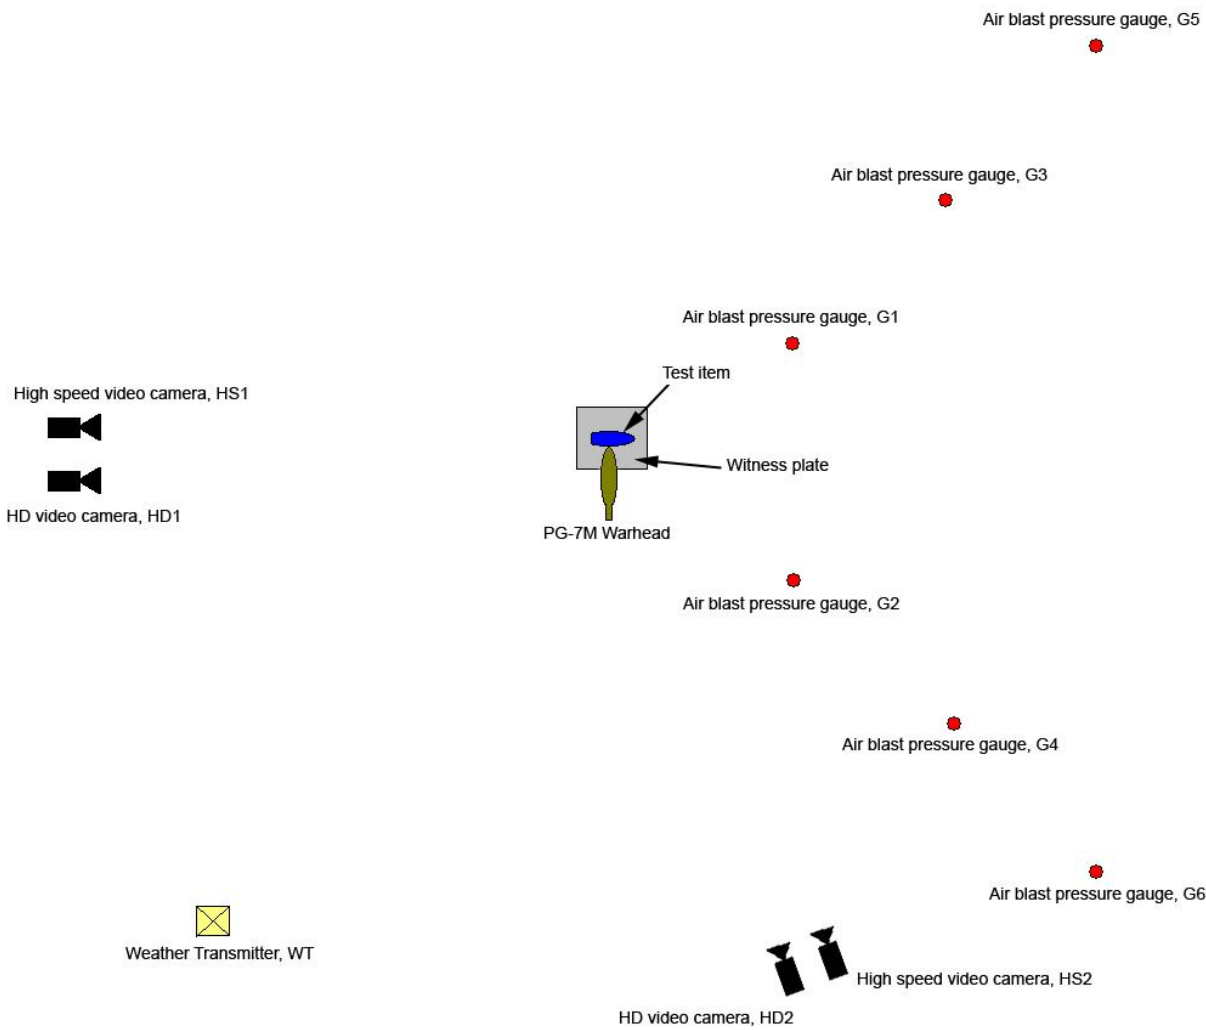 Air blast pressure gauge, G5
Air blast pressure gauge, G3
Air blast pressure gauge, G1
Test item
High speed video camera, HS1
Witness plate
HD video camera, HD1
PG-7M Warhead
Air blast pressure gauge, G2
Air blast pressure gauge, G4
Air blast pressure gauge, G6
Weather Transmitter, WT
High speed video camera, HS2
HD video camera, HD2